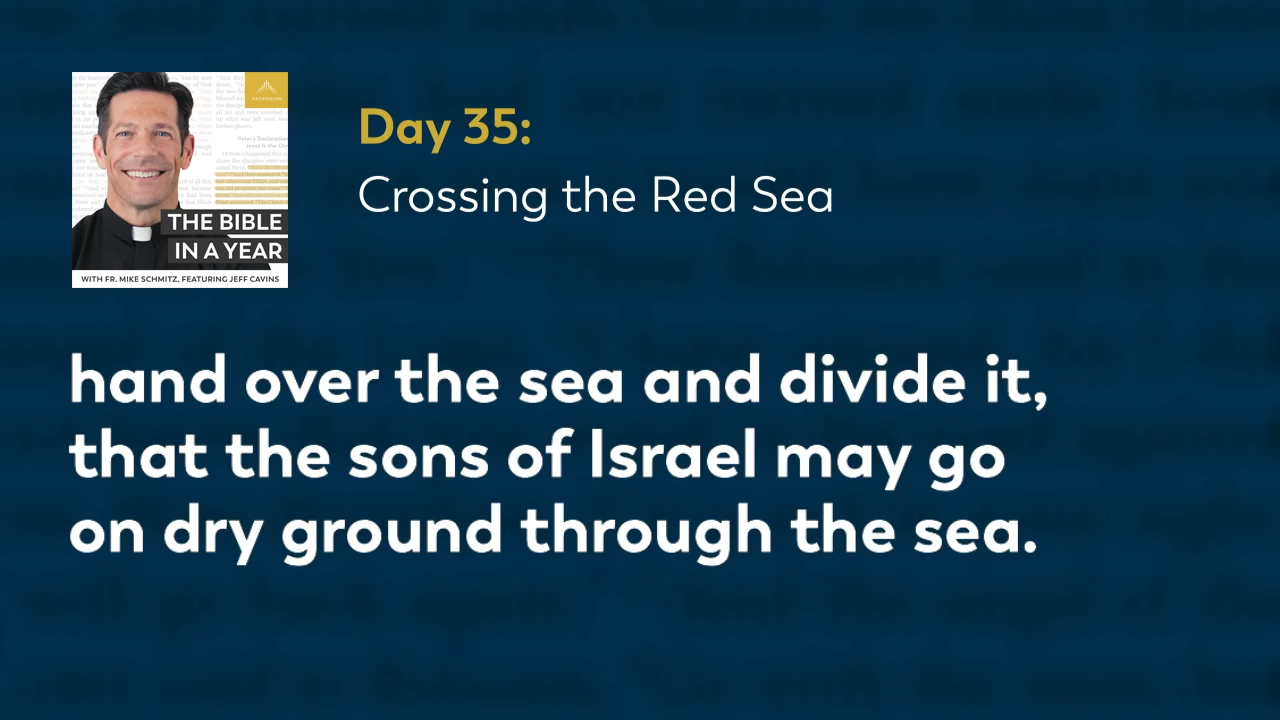 ASCENSION
THE BIBLE
IN A YEAR
WITH FR. MIKE SCHMITZ, FEATURING JEFF CAVINS
Day 35:
Crossing the Red Sea
hand over the sea and divide it,
that the sons of Israel may go
on dry ground through the sea.